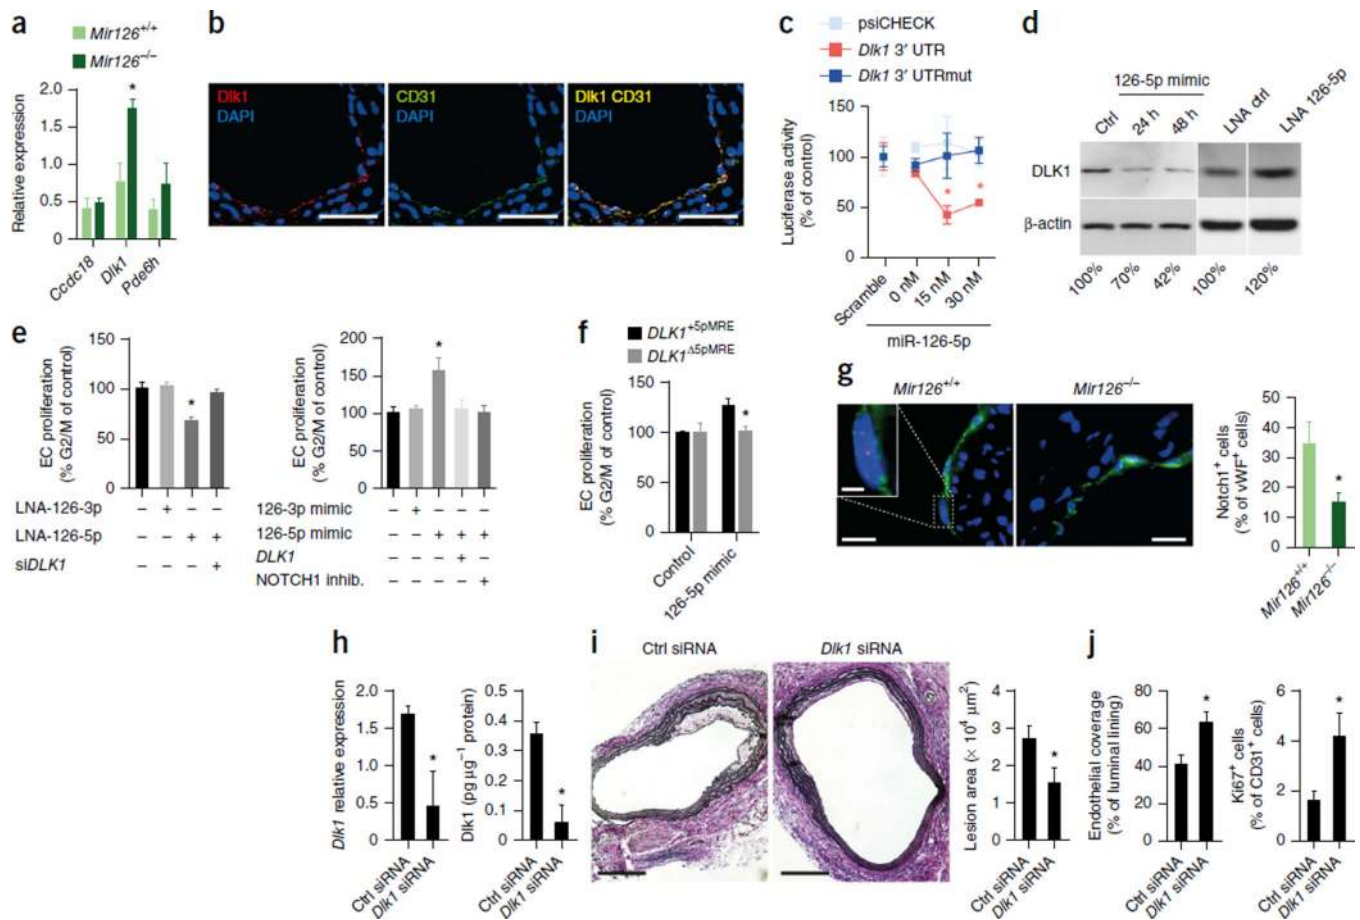 a
Mir126+/+
Mir126−/−
Relative expression
2.0
1.5
1.0
0.5
0
*
Ccdc18
Dlk1
Pde6h
b
Dlk1
DAPI
CD31
DAPI
Dlk1 CD31
DAPI
c
psiCHECK
Dlk1 3′ UTR
Dlk1 3′ UTRmut
Luciferase activity
(% of control)
150
100
50
0
* *
Scramble
0 nM
15 nM
30 nM
miR-126-5p
d
126-5p mimic
Ctrl
24 h
48 h
LNA ctrl
LNA 126-5p
DLK1
β-actin
100%
70%
42%
100%
120%
e
EC proliferation
(% G2/M of control)
150
100
50
0
*
LNA-126-3p − + − −
LNA-126-5p − − + +
siDLK1 − − − +
EC proliferation
(% G2/M of control)
200
150
100
50
0
*
126-3p mimic − + − − −
126-5p mimic − − + + +
DLK1 − − − + −
NOTCH1 inhib. − − − − +
f
DLK1+5pMRE
DLK1Δ5pMRE
EC proliferation
(% G2/M of control)
150
100
50
0
*
Control
126-5p mimic
g
Mir126+/+
Mir126−/−
Notch1+ cells
(% of vWF+ cells)
50
40
30
20
10
0
*
Mir126+/+
Mir126−/−
h
Dlk1 relative expression
2.0
1.5
1.0
0.5
0
*
Ctrl siRNA
Dlk1 siRNA
Dlk1 (pg μg−1 protein)
0.5
0.4
0.3
0.2
0.1
0
*
Ctrl siRNA
Dlk1 siRNA
i
Ctrl siRNA
Dlk1 siRNA
Lesion area (× 10⁴ μm²)
4
3
2
1
0
*
Ctrl siRNA
Dlk1 siRNA
j
Endothelial coverage
(% of luminal lining)
80
60
40
20
0
*
Ctrl siRNA
Dlk1 siRNA
Ki67+ cells
(% of CD31+ cells)
6
4
2
0
*
Ctrl siRNA
Dlk1 siRNA